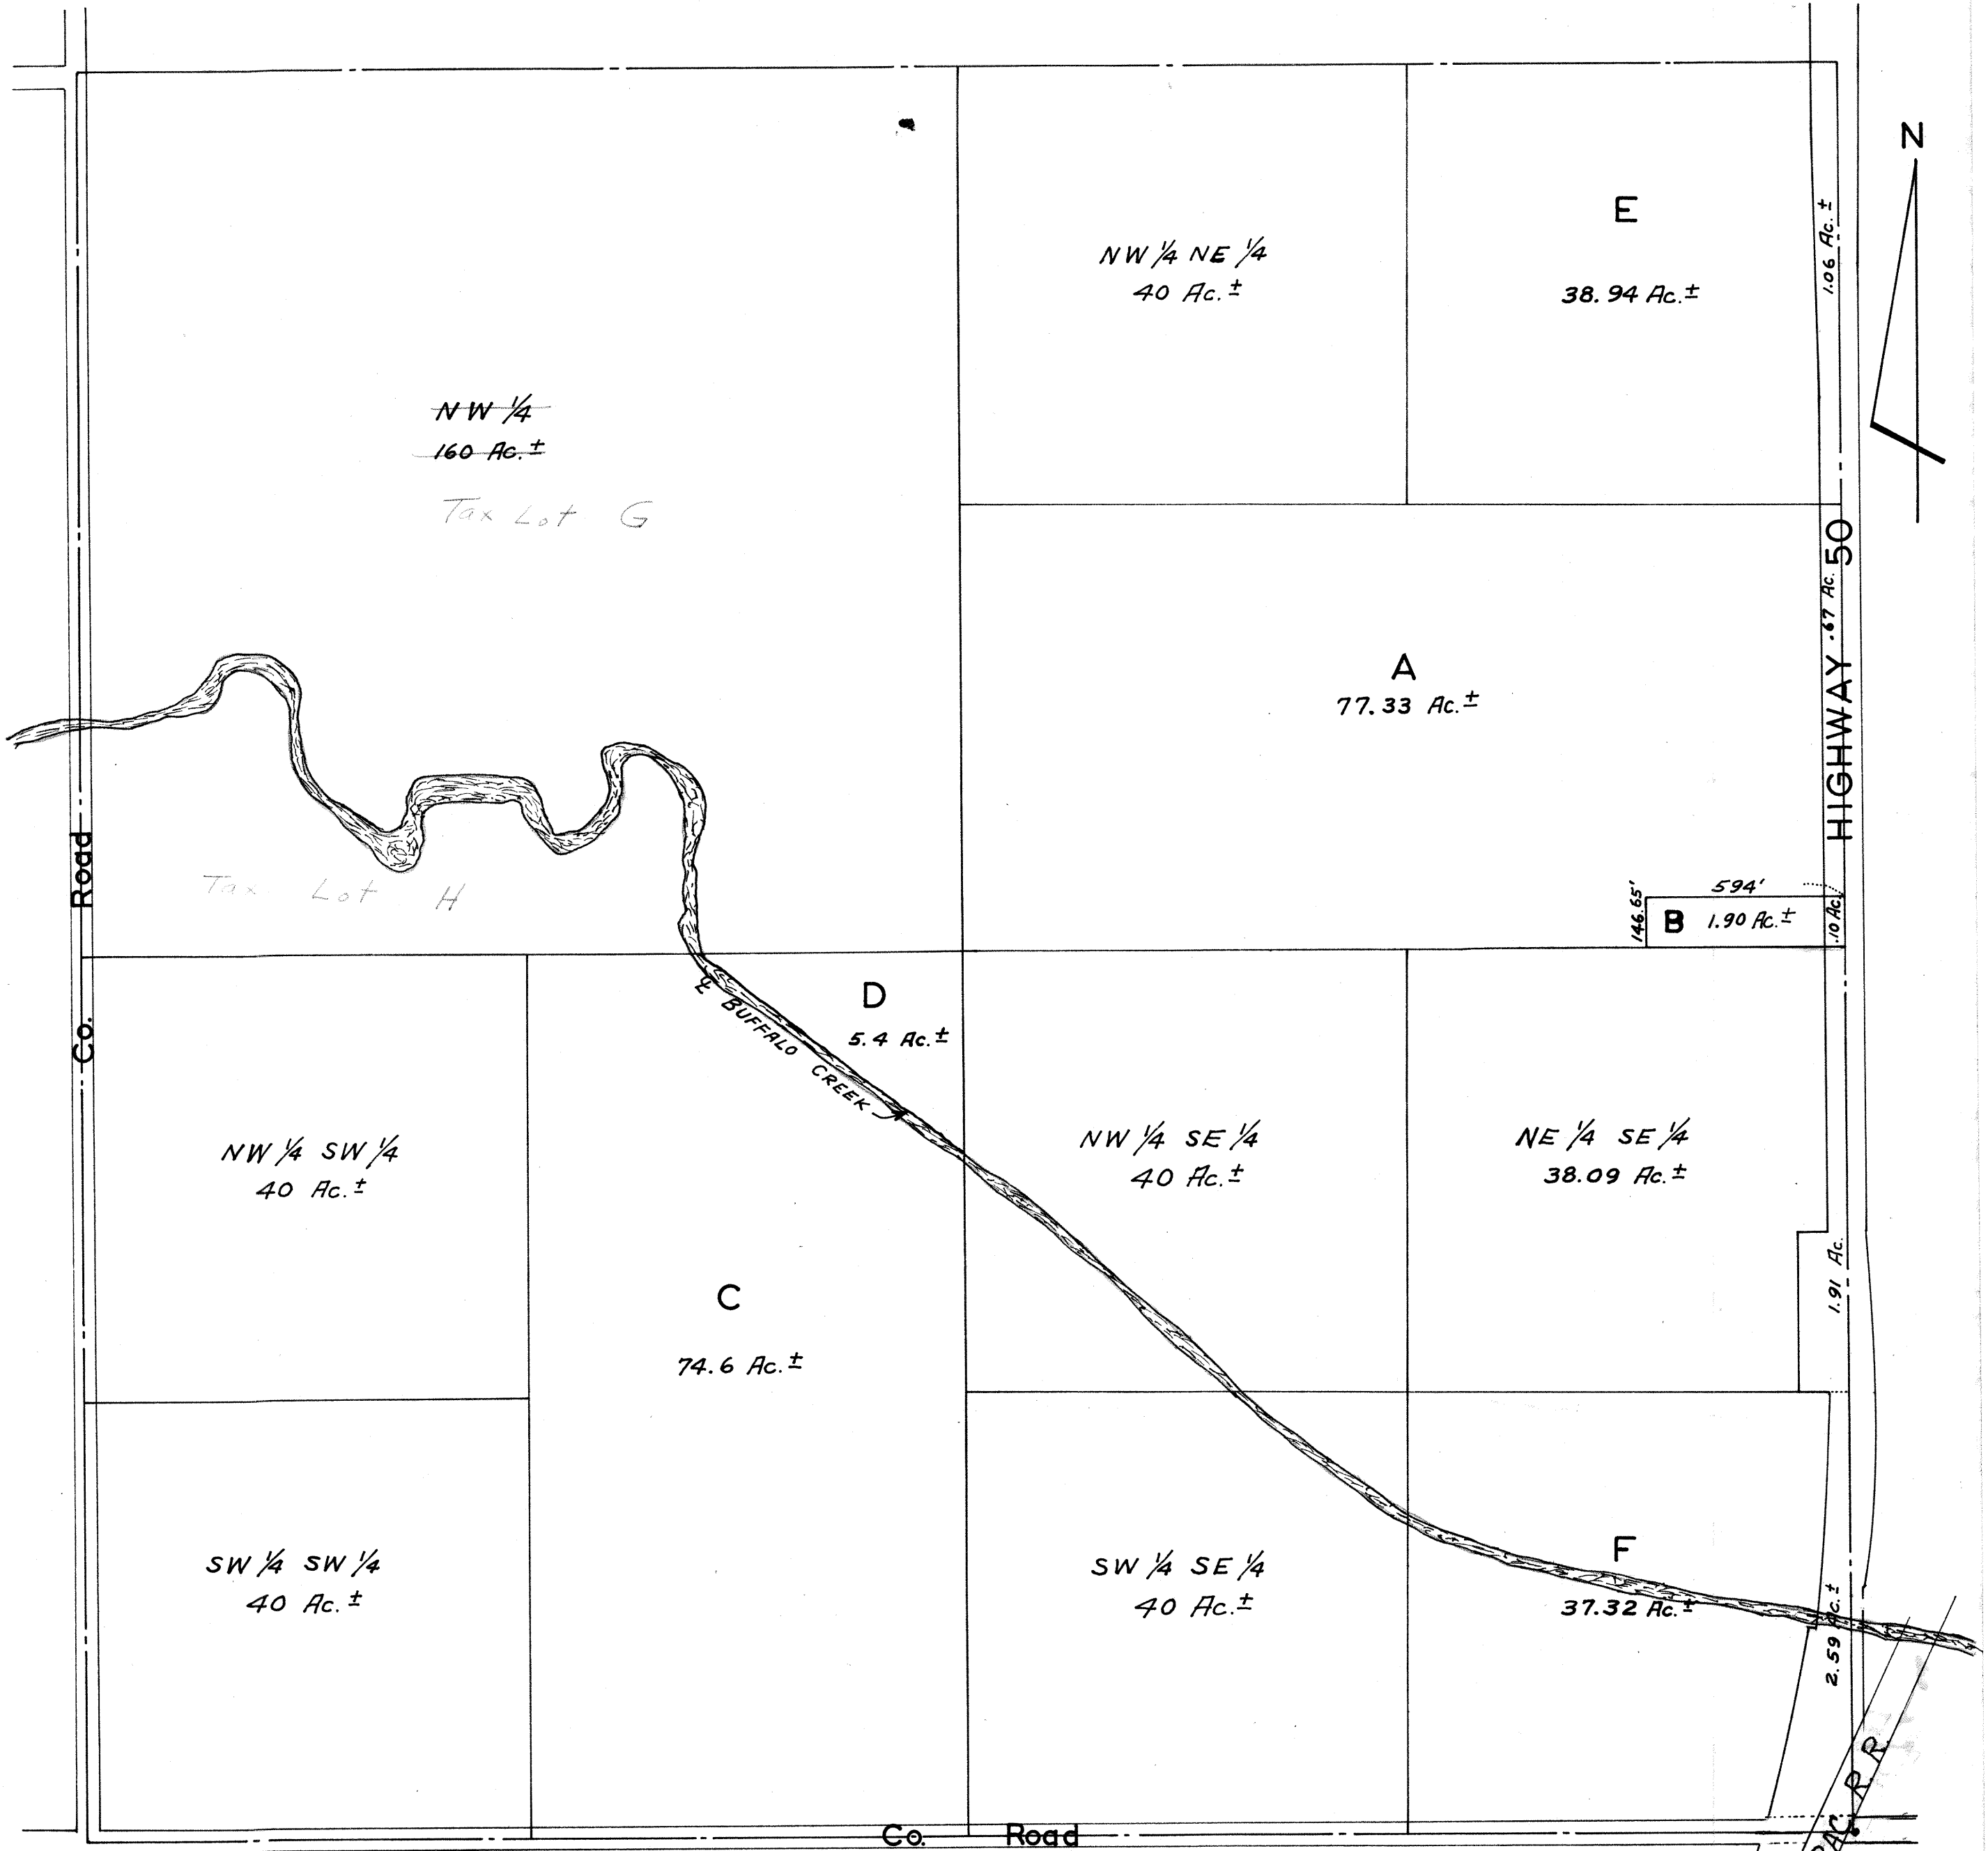 N
E
38.94 Ac.±
1.06 Ac.±
NW 1/4 NE 1/4
40 Ac.±
NW 1/4
160 Ac.±
Tax Lot G
HIGHWAY 50
.67 Ac.
A
77.33 Ac.±
594'
146.65'
B 1.90 Ac.±
.10 Ac.
Tax Lot H
Co. Road
D
5.4 Ac.±
℄ BUFFALO CREEK
NW 1/4 SW 1/4
40 Ac.±
NW 1/4 SE 1/4
40 Ac.±
NE 1/4 SE 1/4
38.09 Ac.±
1.91 Ac.
C
74.6 Ac.±
SW 1/4 SW 1/4
40 Ac.±
SW 1/4 SE 1/4
40 Ac.±
F
37.32 Ac.±
2.59 Ac.±
PAC. R R
Co. Road